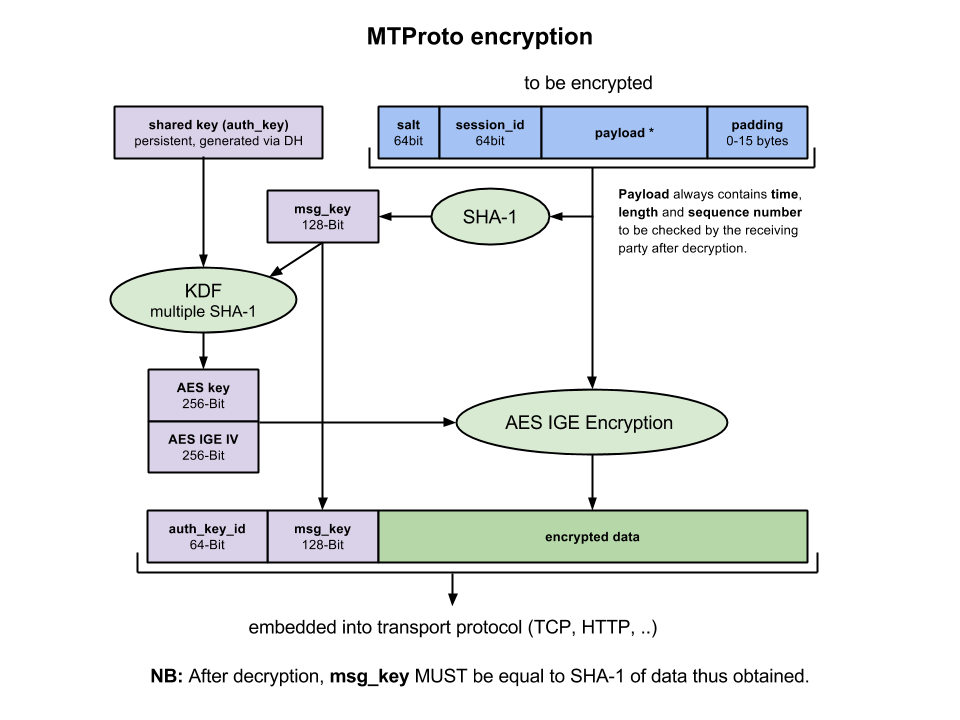 MTProto encryption
to be encrypted
shared key (auth_key)
persistent, generated via DH
salt
64bit
session_id
64bit
payload *
padding
0-15 bytes
Payload always contains time,
length and sequence number
to be checked by the receiving
party after decryption.
msg_key
128-Bit
SHA-1
KDF
multiple SHA-1
AES key
256-Bit
AES IGE IV
256-Bit
AES IGE Encryption
auth_key_id
64-Bit
msg_key
128-Bit
encrypted data
embedded into transport protocol (TCP, HTTP, ..)
NB: After decryption, msg_key MUST be equal to SHA-1 of data thus obtained.